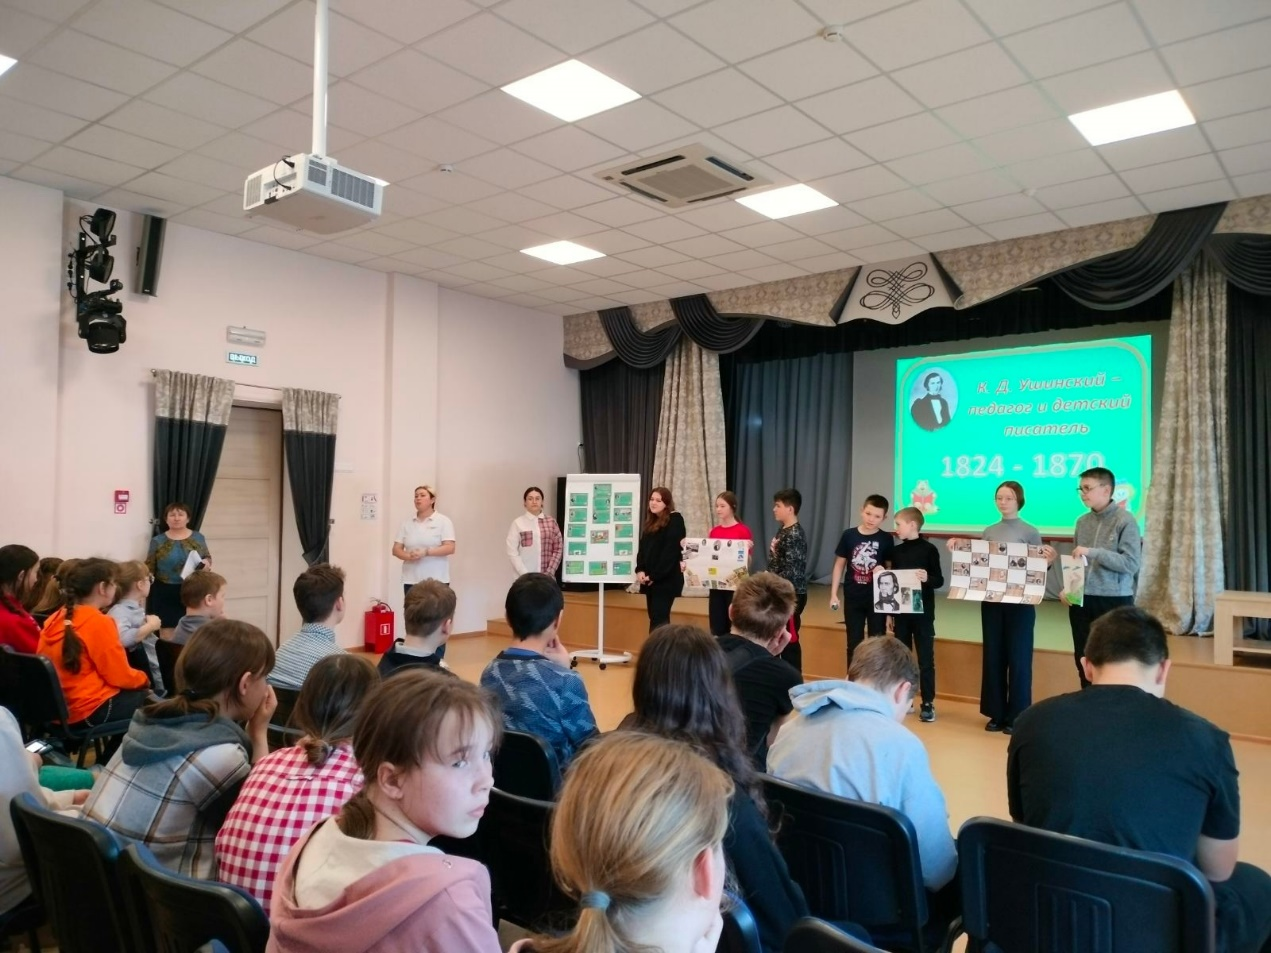 К. Д. Ушинский –
педагог и детский
писатель
1824 - 1870